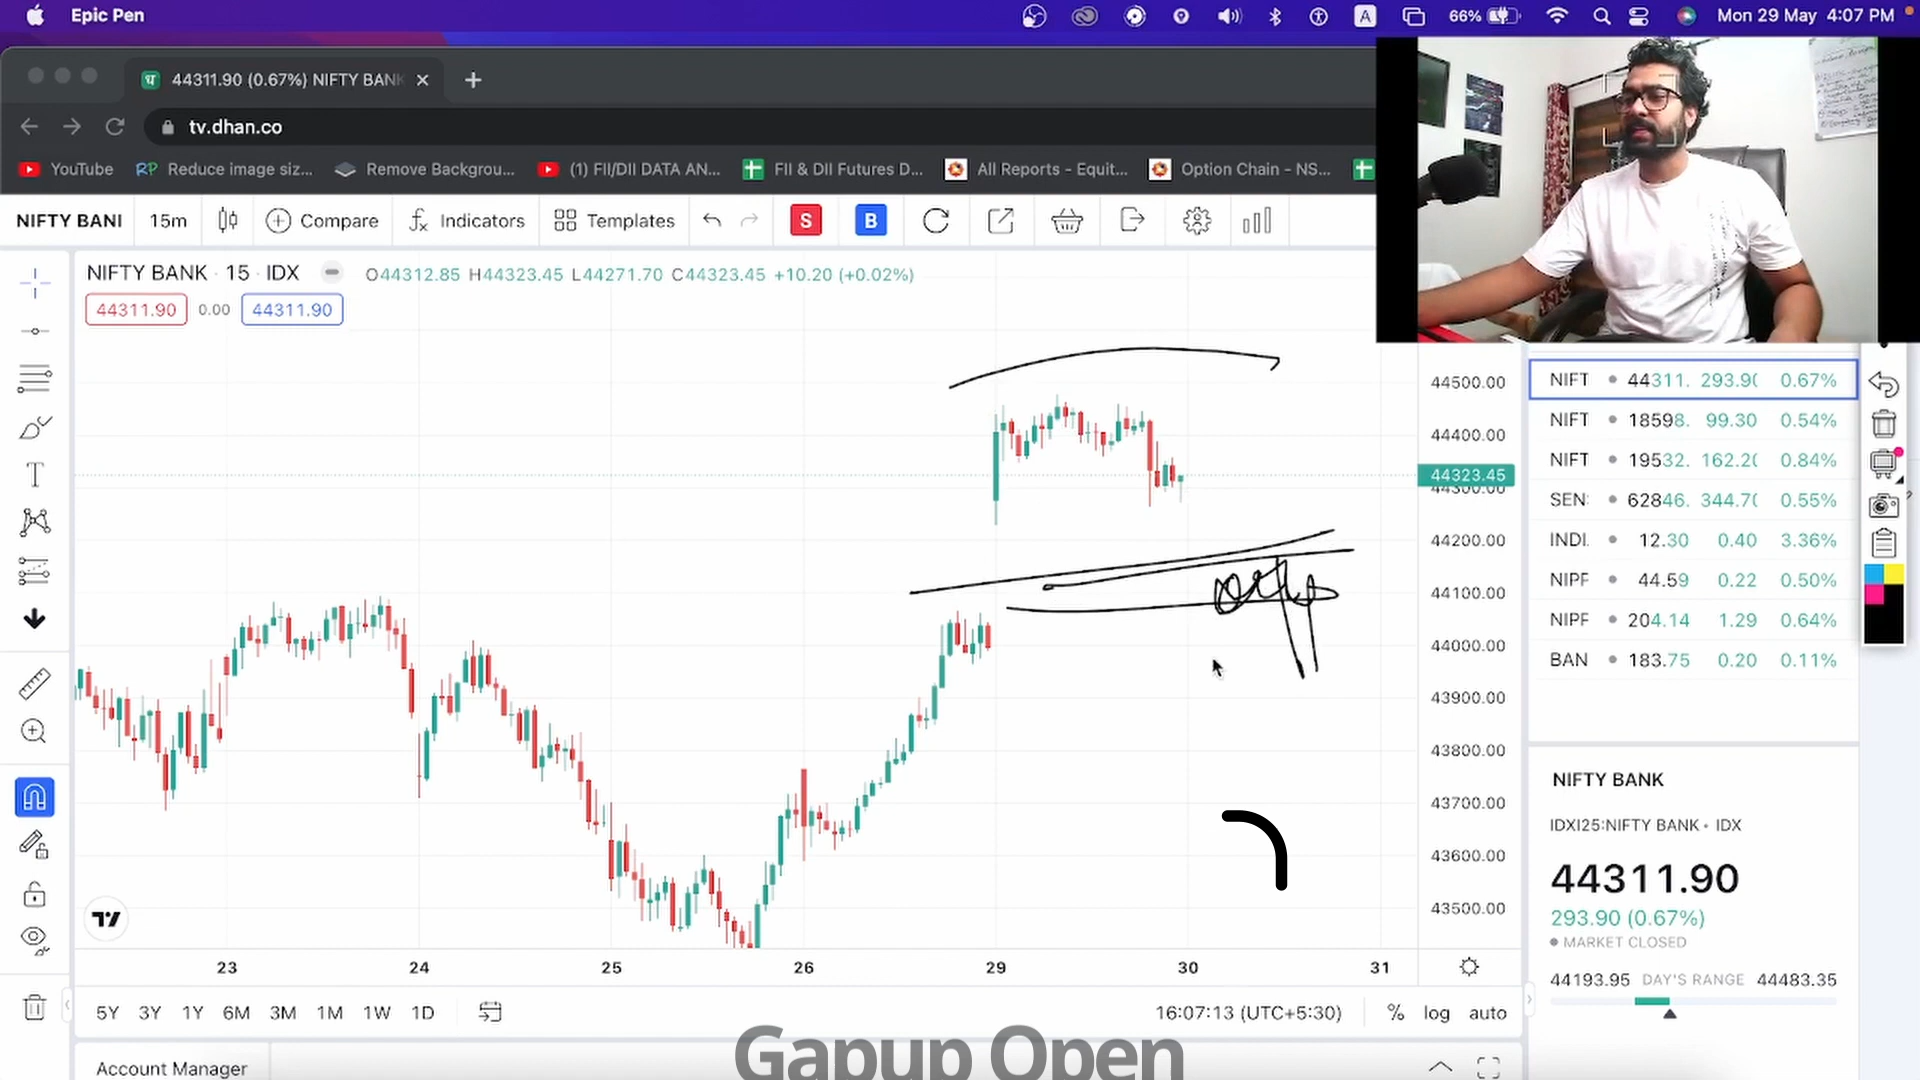 Epic Pen
A
66%
Mon 29 May 4:07 PM
44311.90 (0.67%) NIFTY BANK
tv.dhan.co
YouTube
RP Reduce image siz...
Remove Backgrou...
(1) FII/DII DATA AN...
FII & DII Futures D...
All Reports - Equit...
Option Chain - NS...
NIFTY BANI
15m
Compare
Indicators
Templates
S
B
NIFTY BANK · 15 · IDX
O44312.85 H44323.45 L44271.70 C44323.45 +10.20 (+0.02%)
44311.90 0.00 44311.90
44500.00
44400.00
44323.45
44300.00
44200.00
44100.00
44000.00
43900.00
43800.00
43700.00
43600.00
43500.00
NIFT 44311. 293.9( 0.67%
NIFT 18598. 99.30 0.54%
NIFT 19532. 162.2( 0.84%
SEN: 62846. 344.7( 0.55%
INDI. 12.30 0.40 3.36%
NIPF 44.59 0.22 0.50%
NIPF 204.14 1.29 0.64%
BAN 183.75 0.20 0.11%
NIFTY BANK
IDXI25:NIFTY BANK • IDX
44311.90
293.90 (0.67%)
MARKET CLOSED
44193.95 DAY'S RANGE 44483.35
23 24 25 26 29 30 31
5Y 3Y 1Y 6M 3M 1M 1W 1D
16:07:13 (UTC+5:30) % log auto
Gapup Open
Account Manager